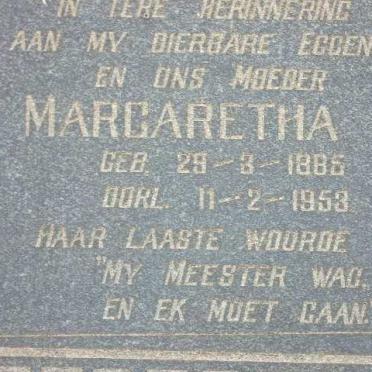 IN TERE HERINNERING
AAN MY DIERBARE EGGEN
EN ONS MOEDER
MARGARETHA
GEB. 29-3-1885
OORL. 11-2-1953
HAAR LAASTE WOORDE
"MY MEESTER WAG,
EN EK MOET GAAN."